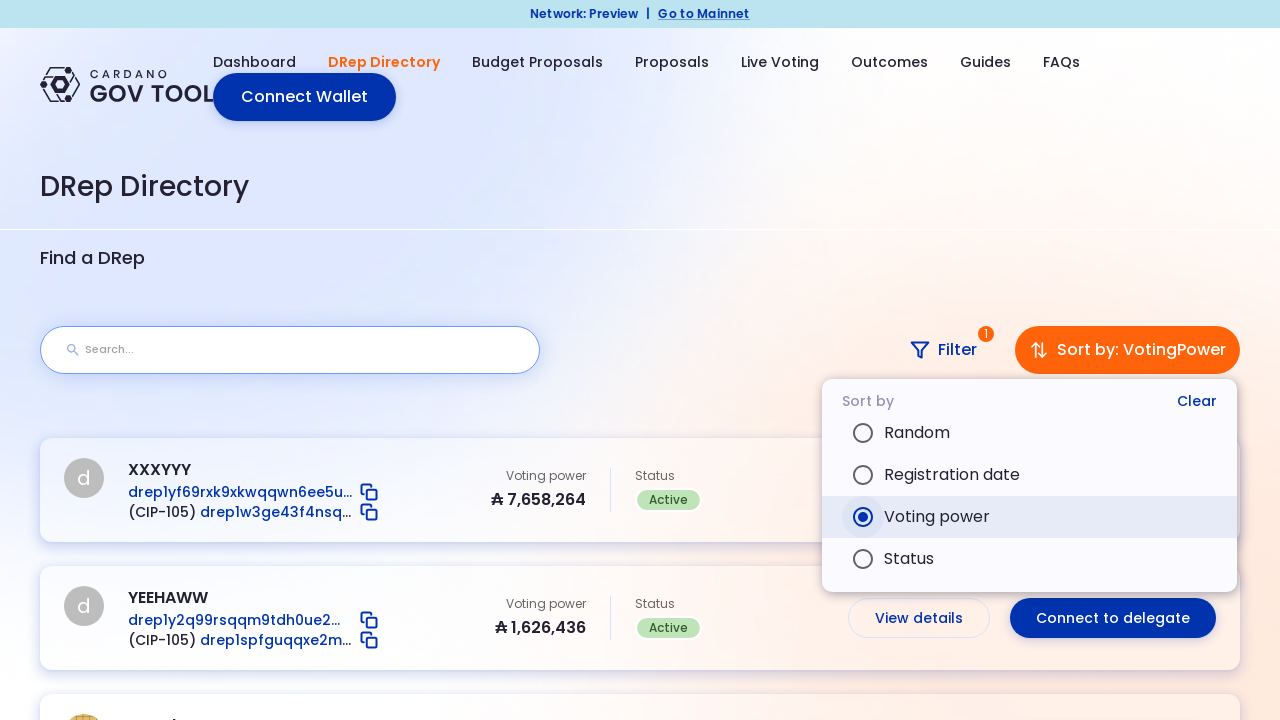 Network: Preview | Go to Mainnet
CARDANO
GOV TOOL
Dashboard DRep Directory Budget Proposals Proposals Live Voting Outcomes Guides FAQs
Connect Wallet
DRep Directory
Find a DRep
Search...
Filter
1
Sort by: VotingPower
Sort by Clear
Random
Registration date
Voting power
Status
d
XXXYYY
drep1yf69rxk9xkwqqwn6ee5u...
(CIP-105) drep1w3ge43f4nsq...
Voting power
₳ 7,658,264
Status
Active
d
YEEHAWW
drep1y2q99rsqqm9tdh0ue2...
(CIP-105) drep1spfguqqxe2m...
Voting power
₳ 1,626,436
Status
Active
View details
Connect to delegate